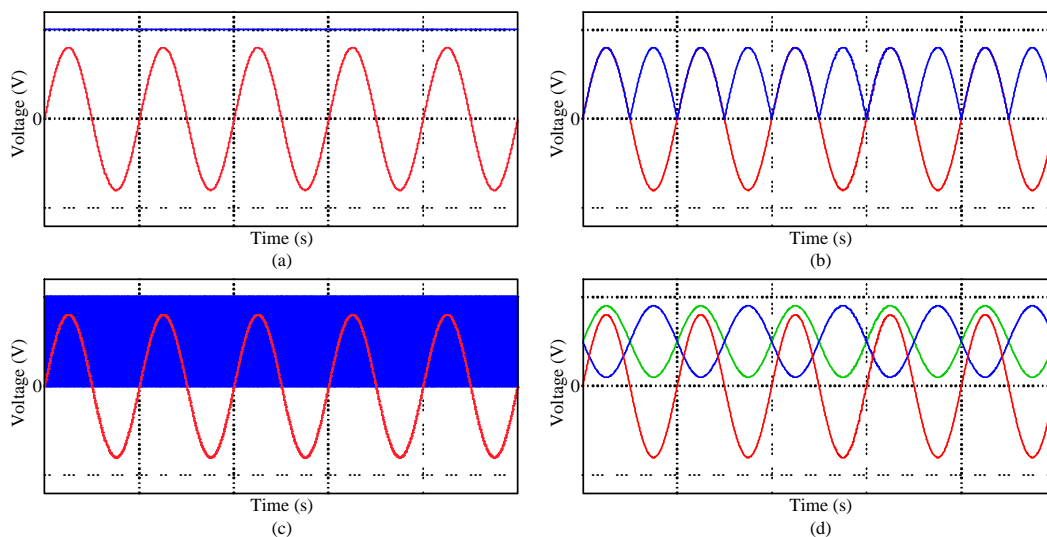 Voltage (V)
0
Time (s)
(a)
Voltage (V)
0
Time (s)
(b)
Voltage (V)
0
Time (s)
(c)
Voltage (V)
0
Time (s)
(d)